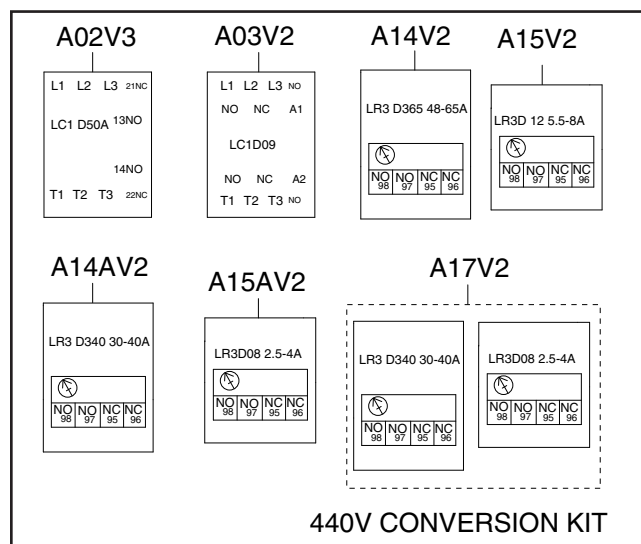 A02V3
L1 L2 L3 21NC
LC1 D50A 13NO
14NO
T1 T2 T3 22NC
A03V2
L1 L2 L3 NO
NO NC A1
LC1D09
NO NC A2
T1 T2 T3 NO
A14V2
LR3 D365 48-65A
NO NO NC NC
98 97 95 96
A15V2
LR3D 12 5.5-8A
NO NO NC NC
98 97 95 96
A14AV2
LR3 D340 30-40A
NO NO NC NC
98 97 95 96
A15AV2
LR3D08 2.5-4A
NO NO NC NC
98 97 95 96
A17V2
LR3 D340 30-40A
NO NO NC NC
98 97 95 96
LR3D08 2.5-4A
NO NO NC NC
98 97 95 96
440V CONVERSION KIT